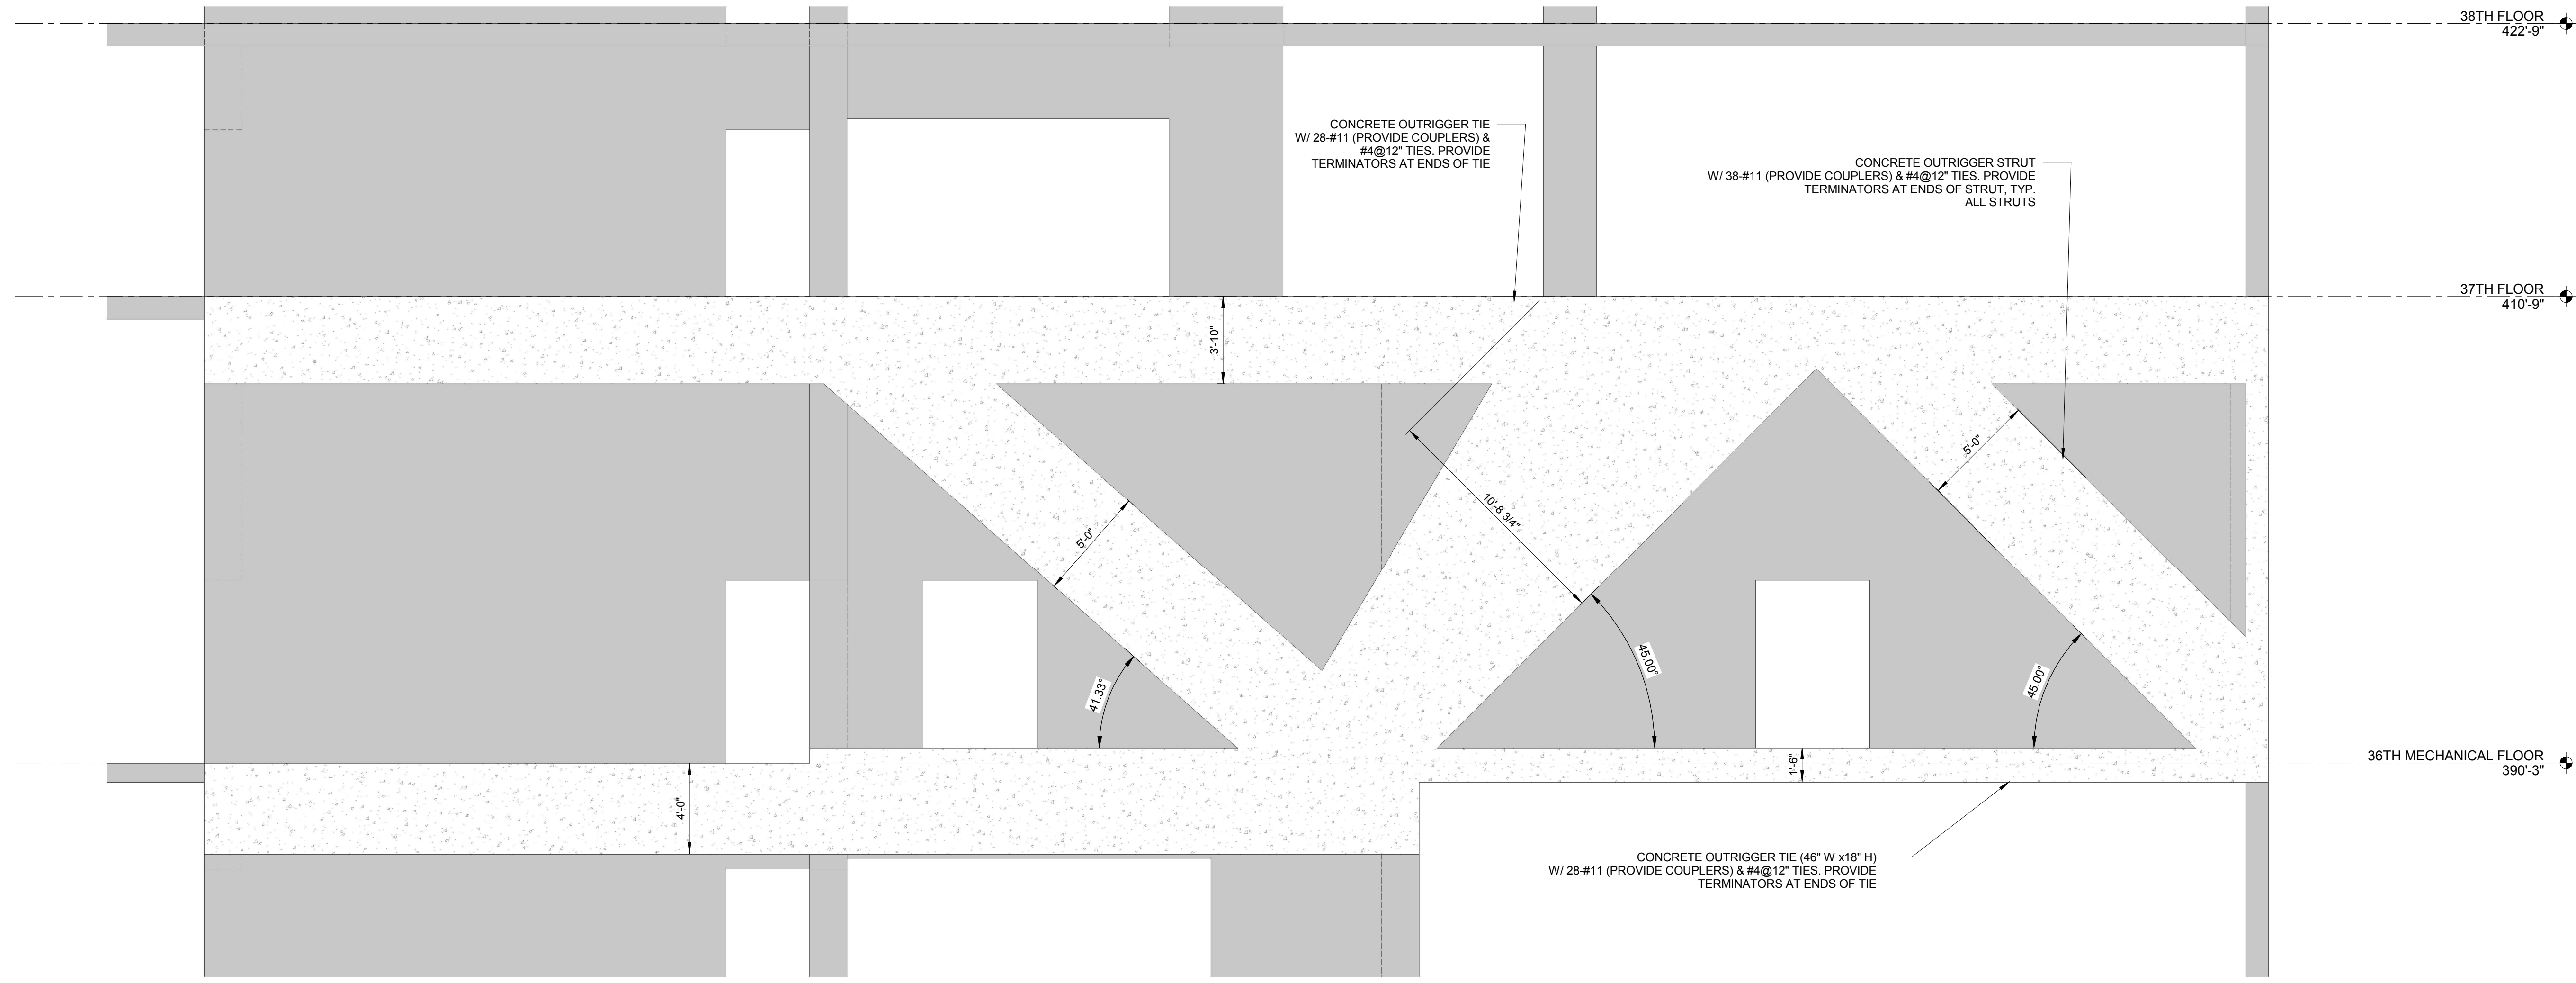 38TH FLOOR
422'-9"
CONCRETE OUTRIGGER TIE
W/ 28-#11 (PROVIDE COUPLERS) &
#4@12" TIES. PROVIDE
TERMINATORS AT ENDS OF TIE
CONCRETE OUTRIGGER STRUT
W/ 38-#11 (PROVIDE COUPLERS) & #4@12" TIES. PROVIDE
TERMINATORS AT ENDS OF STRUT, TYP.
ALL STRUTS
37TH FLOOR
410'-9"
3'-10"
5'-0"
10'-8 3/4"
5'-0"
41.33°
45.00°
45.00°
36TH MECHANICAL FLOOR
390'-3"
1'-6"
4'-0"
CONCRETE OUTRIGGER TIE (46" W x18" H)
W/ 28-#11 (PROVIDE COUPLERS) & #4@12" TIES. PROVIDE
TERMINATORS AT ENDS OF TIE